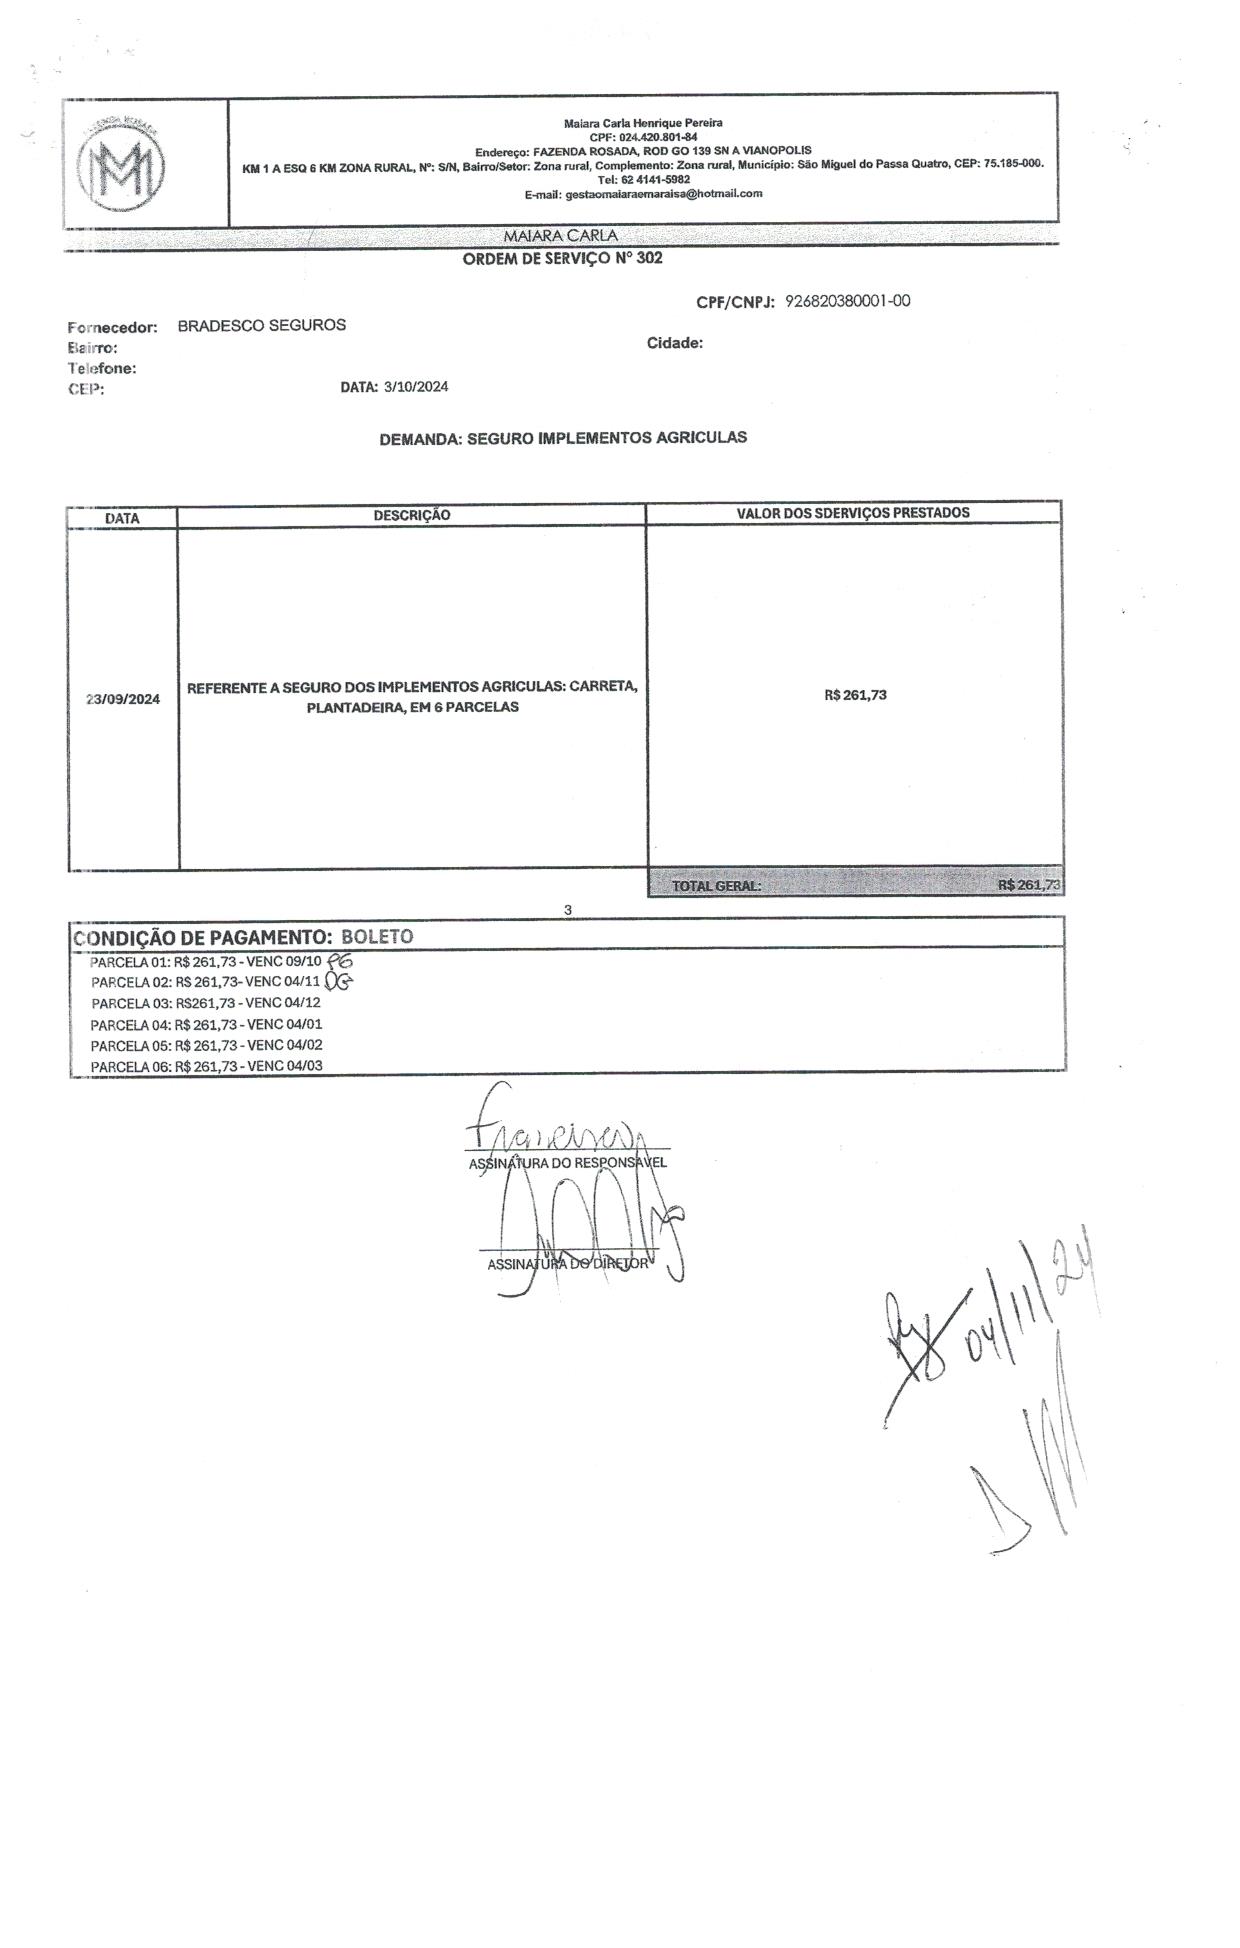 FAZENDA ROSADA
MM
Maiara Carla Henrique Pereira
CPF: 024.420.801-84
Endereço: FAZENDA ROSADA, ROD GO 139 SN A VIANOPOLIS
KM 1 A ESQ 6 KM ZONA RURAL, Nº: S/N, Bairro/Setor: Zona rural, Complemento: Zona rural, Município: São Miguel do Passa Quatro, CEP: 75.185-000.
Tel: 62 4141-5982
E-mail: gestaomaiaraemaraisa@hotmail.com
MAIARA CARLA
ORDEM DE SERVIÇO Nº 302
CPF/CNPJ: 926820380001-00
Fornecedor: BRADESCO SEGUROS
Bairro: Cidade:
Telefone:
CEP: DATA: 3/10/2024
DEMANDA: SEGURO IMPLEMENTOS AGRICULAS
DATA DESCRIÇÃO VALOR DOS SDERVIÇOS PRESTADOS
23/09/2024 REFERENTE A SEGURO DOS IMPLEMENTOS AGRICULAS: CARRETA, R$ 261,73
PLANTADEIRA, EM 6 PARCELAS
TOTAL GERAL: R$ 261,73
3
CONDIÇÃO DE PAGAMENTO: BOLETO
PARCELA 01: R$ 261,73 - VENC 09/10 PG
PARCELA 02: R$ 261,73- VENC 04/11 PG
PARCELA 03: R$261,73 - VENC 04/12
PARCELA 04: R$ 261,73 - VENC 04/01
PARCELA 05: R$ 261,73 - VENC 04/02
PARCELA 06: R$ 261,73 - VENC 04/03
ASSINATURA DO RESPONSAVEL
ASSINATURA DO DIRETOR
04/11/24